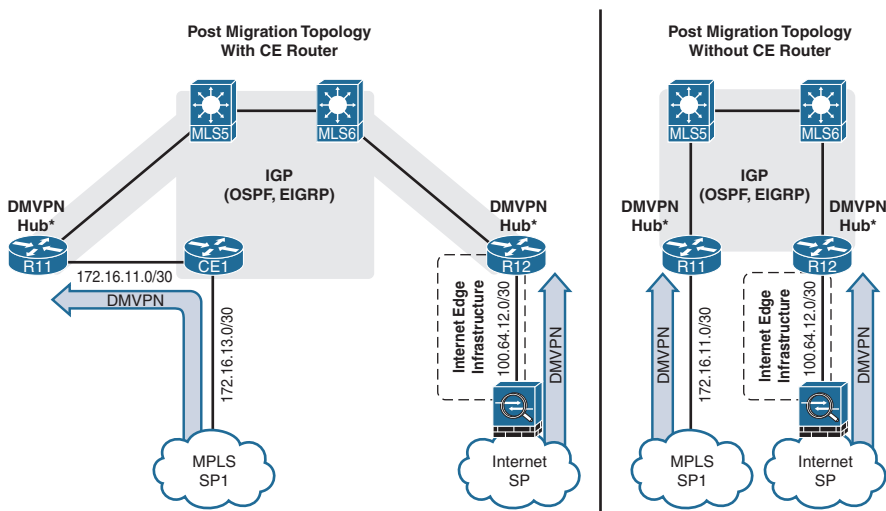 Post Migration Topology
With CE Router
MLS5
MLS6
IGP
(OSPF, EIGRP)
DMVPN
Hub*
R11
172.16.11.0/30
CE1
DMVPN
172.16.13.0/30
MPLS
SP1
DMVPN
Hub*
R12
Internet Edge
Infrastructure
100.64.12.0/30
DMVPN
Internet
SP
Post Migration Topology
Without CE Router
MLS5
MLS6
IGP
(OSPF, EIGRP)
DMVPN
Hub*
R11
DMVPN
172.16.11.0/30
MPLS
SP1
DMVPN
Hub*
R12
Internet Edge
Infrastructure
100.64.12.0/30
DMVPN
Internet
SP